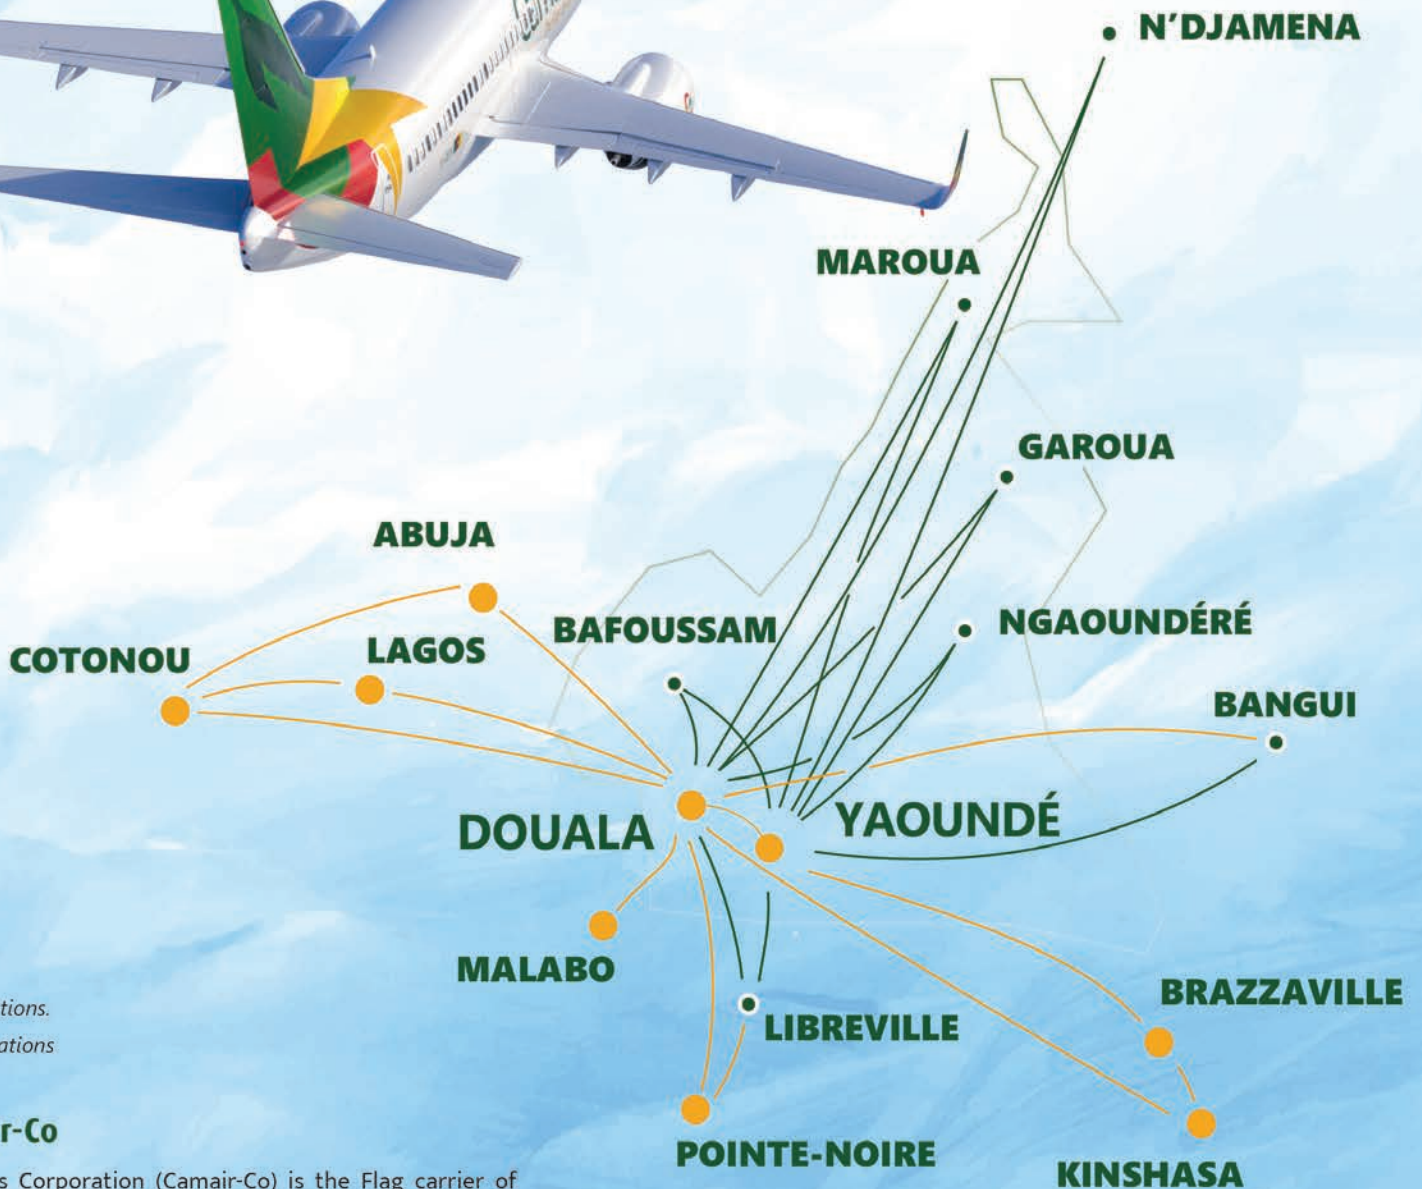 N'DJAMENA
MAROUA
GAROUA
ABUJA
BAFOUSSAM
NGAOUNDÉRÉ
LAGOS
COTONOU
BANGUI
DOUALA
YAOUNDÉ
MALABO
BRAZZAVILLE
LIBREVILLE
POINTE-NOIRE
KINSHASA
tions.
ations
r-Co
s Corporation (Camair-Co) is the Flag carrier of